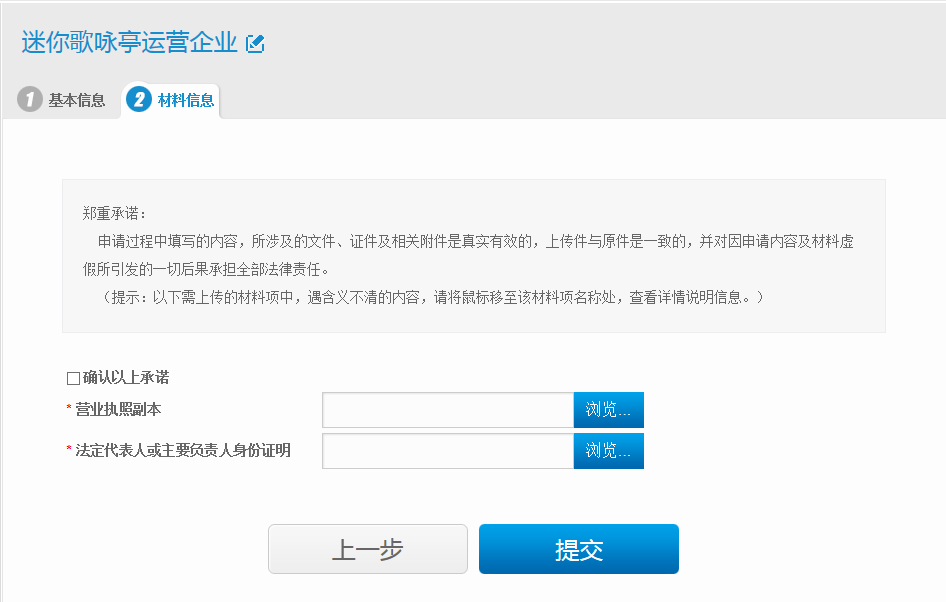 迷你歌咏亭运营企业
1 基本信息 2 材料信息
郑重承诺：
申请过程中填写的内容，所涉及的文件、证件及相关附件是真实有效的，上传件与原件是一致的，并对因申请内容及材料虚
假所引发的一切后果承担全部法律责任。
（提示：以下需上传的材料项中，遇含义不清的内容，请将鼠标移至该材料项名称处，查看详情说明信息。）
确认以上承诺
* 营业执照副本 浏览...
* 法定代表人或主要负责人身份证明 浏览...
上一步 提交